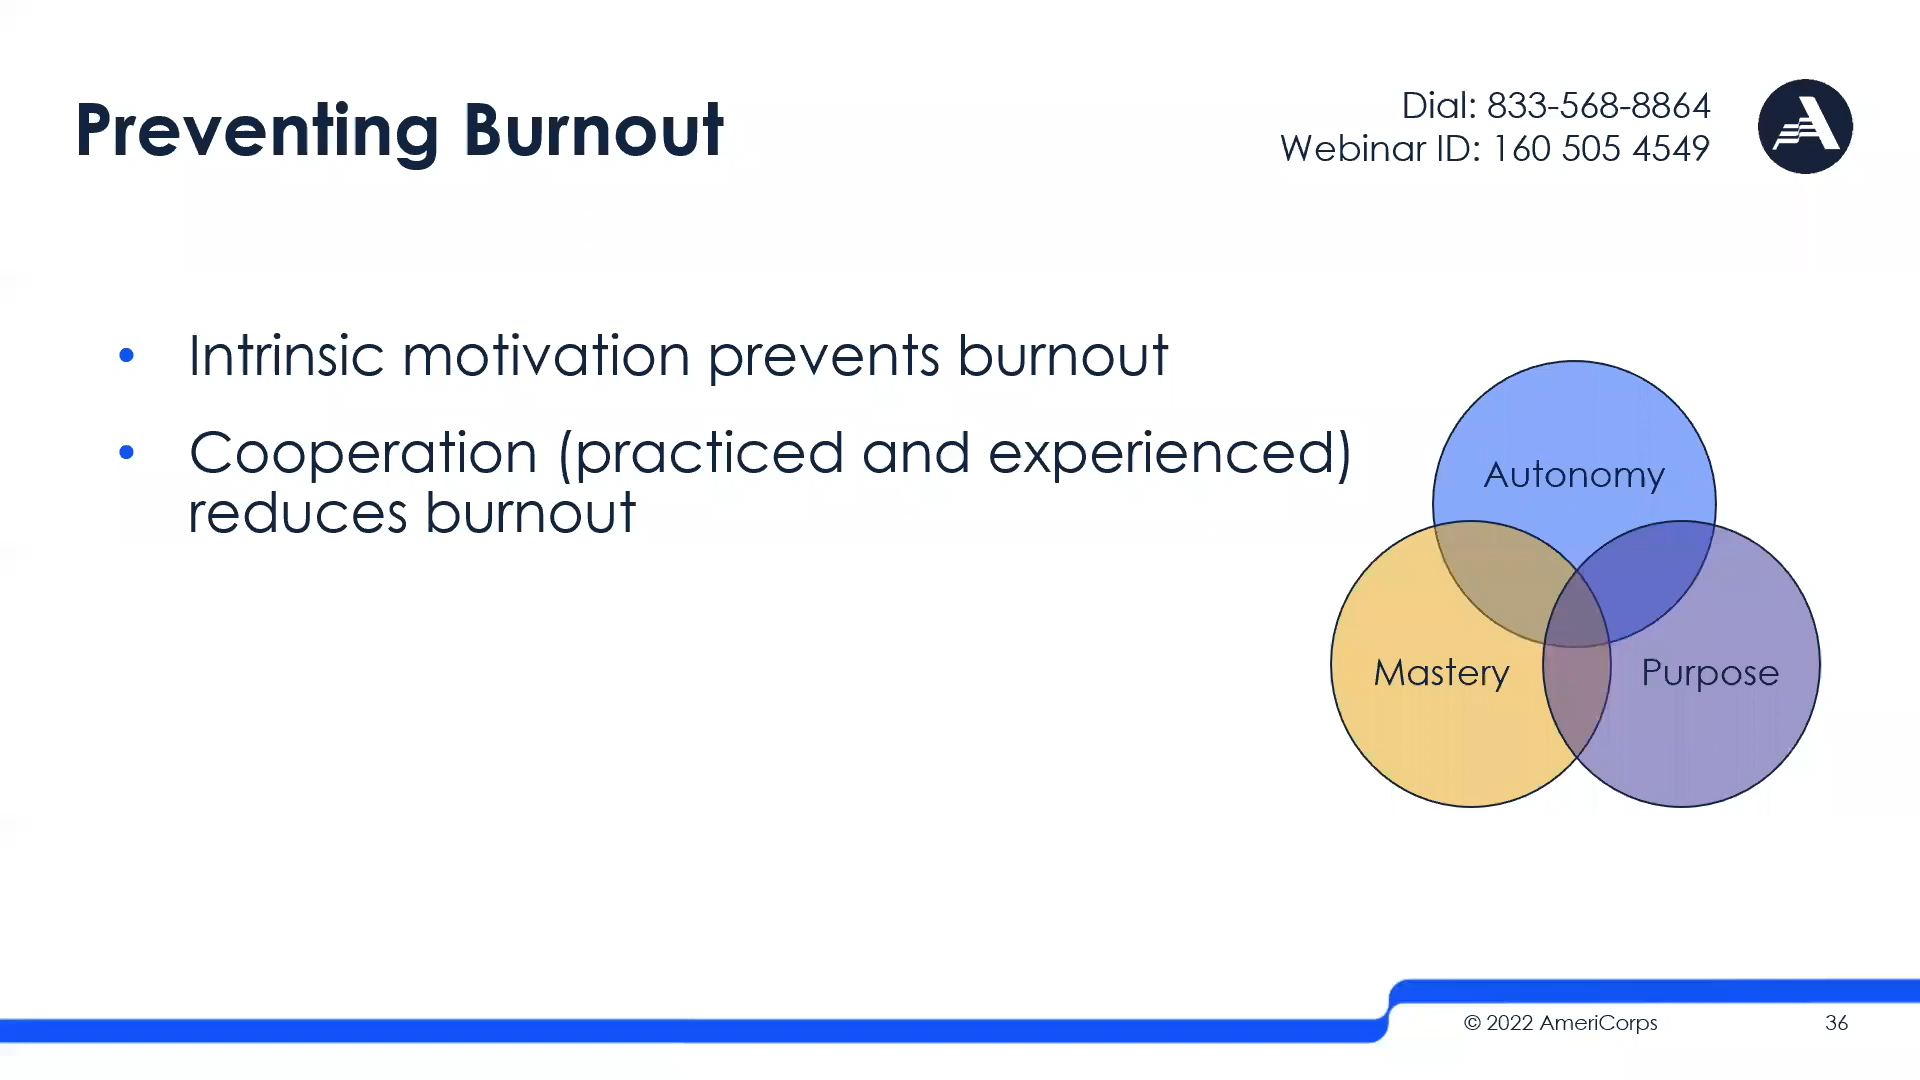 Preventing Burnout
Dial: 833-568-8864
Webinar ID: 160 505 4549
• Intrinsic motivation prevents burnout
• Cooperation (practiced and experienced)
reduces burnout
Autonomy
Mastery
Purpose
© 2022 AmeriCorps
36